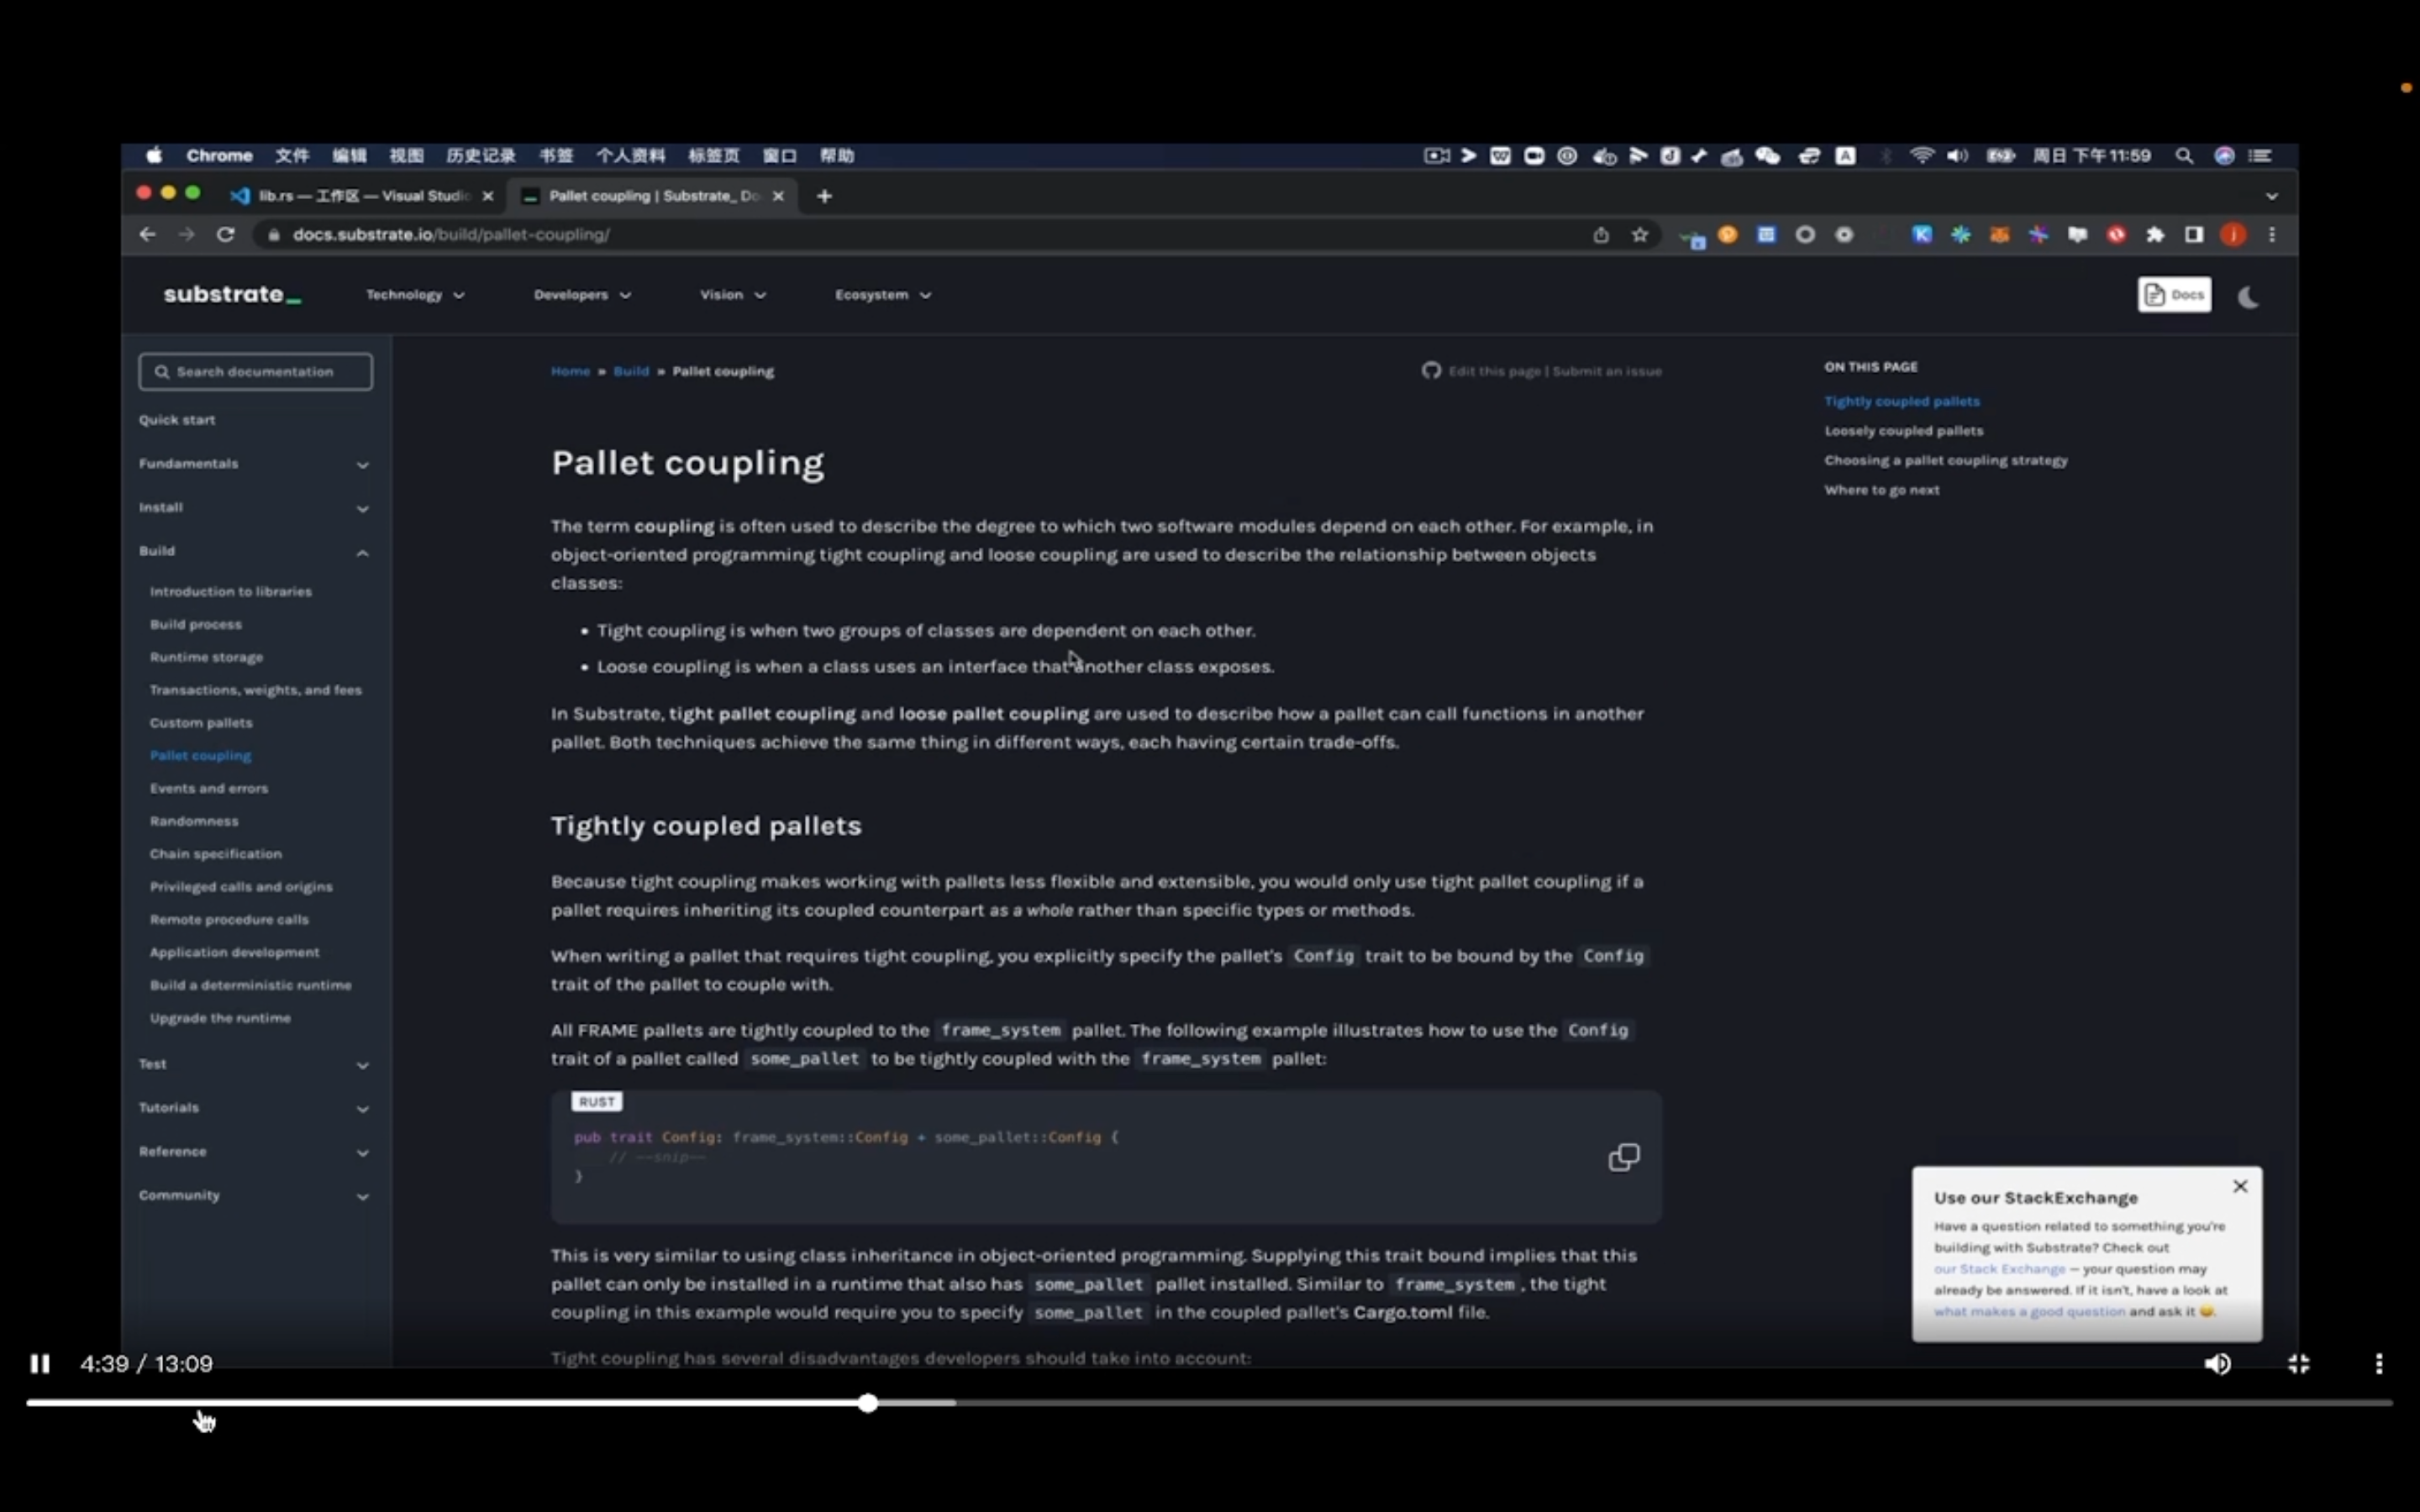 Chrome 文件 编辑 视图 历史记录 书签 个人资料 标签页 窗口 帮助
周日下午11:59
lib.rs — 工作区 — Visual Studio
Pallet coupling | Substrate_ Do
docs.substrate.io/build/pallet-coupling/
substrate_
Technology
Developers
Vision
Ecosystem
Docs
Search documentation
Quick start
Fundamentals
Install
Build
Introduction to libraries
Build process
Runtime storage
Transactions, weights, and fees
Custom pallets
Pallet coupling
Events and errors
Randomness
Chain specification
Privileged calls and origins
Remote procedure calls
Application development
Build a deterministic runtime
Upgrade the runtime
Test
Tutorials
Reference
Community
Home » Build » Pallet coupling
Edit this page | Submit an issue
Pallet coupling
The term coupling is often used to describe the degree to which two software modules depend on each other. For example, in
object-oriented programming tight coupling and loose coupling are used to describe the relationship between objects
classes:
• Tight coupling is when two groups of classes are dependent on each other.
• Loose coupling is when a class uses an interface that another class exposes.
In Substrate, tight pallet coupling and loose pallet coupling are used to describe how a pallet can call functions in another
pallet. Both techniques achieve the same thing in different ways, each having certain trade-offs.
Tightly coupled pallets
Because tight coupling makes working with pallets less flexible and extensible, you would only use tight pallet coupling if a
pallet requires inheriting its coupled counterpart as a whole rather than specific types or methods.
When writing a pallet that requires tight coupling, you explicitly specify the pallet's Config trait to be bound by the Config
trait of the pallet to couple with.
All FRAME pallets are tightly coupled to the frame_system pallet. The following example illustrates how to use the Config
trait of a pallet called some_pallet to be tightly coupled with the frame_system pallet:
RUST
pub trait Config: frame_system::Config + some_pallet::Config {
// --snip--
}
This is very similar to using class inheritance in object-oriented programming. Supplying this trait bound implies that this
pallet can only be installed in a runtime that also has some_pallet pallet installed. Similar to frame_system, the tight
coupling in this example would require you to specify some_pallet in the coupled pallet's Cargo.toml file.
Tight coupling has several disadvantages developers should take into account:
ON THIS PAGE
Tightly coupled pallets
Loosely coupled pallets
Choosing a pallet coupling strategy
Where to go next
Use our StackExchange
Have a question related to something you're
building with Substrate? Check out
our Stack Exchange — your question may
already be answered. If it isn't, have a look at
what makes a good question and ask it
4:39 / 13:09